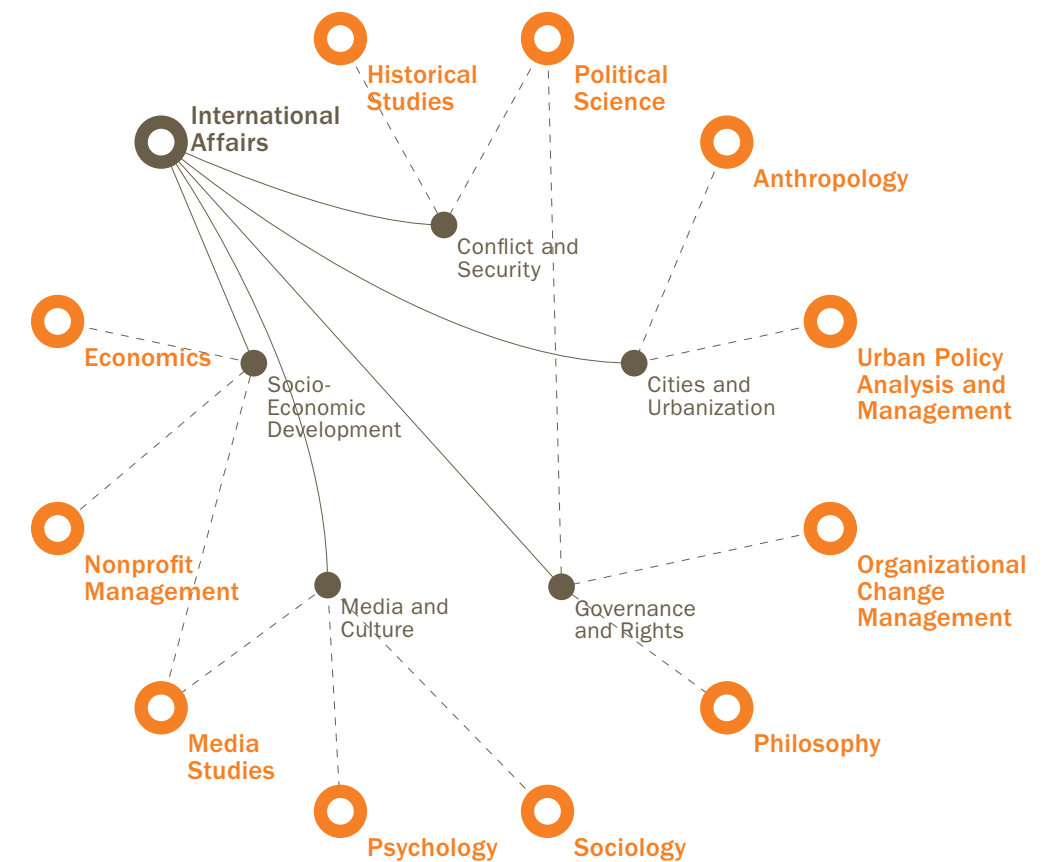 Historical
Studies
Political
Science
International
Affairs
Anthropology
Conflict and
Security
Economics
Socio-
Economic
Development
Cities and
Urbanization
Urban Policy
Analysis and
Management
Nonprofit
Management
Media and
Culture
Governance
and Rights
Organizational
Change
Management
Media
Studies
Philosophy
Psychology
Sociology